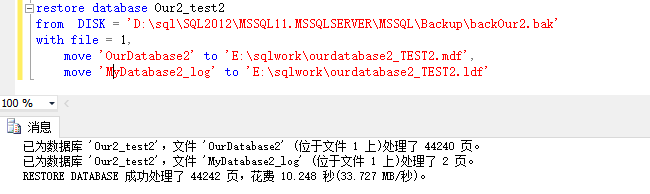 restore database Our2_test2
from  DISK = 'D:\sql\SQL2012\MSSQL11.MSSQLSERVER\MSSQL\Backup\backOur2.bak'
with file = 1,
move 'OurDatabase2' to 'E:\sqlwork\ourdatabase2_TEST2.mdf',
move 'MyDatabase2_log' to 'E:\sqlwork\ourdatabase2_TEST2.ldf'
100 %
消息
已为数据库 'Our2_test2'，文件 'OurDatabase2' (位于文件 1 上)处理了 44240 页。
已为数据库 'Our2_test2'，文件 'MyDatabase2_log' (位于文件 1 上)处理了 2 页。
RESTORE DATABASE 成功处理了 44242 页，花费 10.248 秒(33.727 MB/秒)。